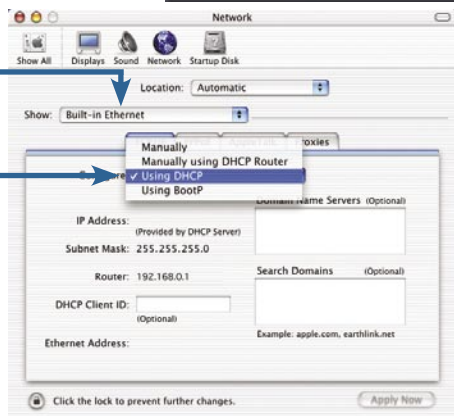 Network
Show All Displays Sound Network Startup Disk
Location: Automatic
Show: Built-in Ethernet
Manually
Manually using DHCP Router
✓ Using DHCP
Using BootP
roxies
Domain Name Servers (Optional)
IP Address:
(Provided by DHCP Server)
Subnet Mask: 255.255.255.0
Router: 192.168.0.1
Search Domains (Optional)
DHCP Client ID:
(Optional)
Example: apple.com, earthlink.net
Ethernet Address:
Click the lock to prevent further changes.
Apply Now